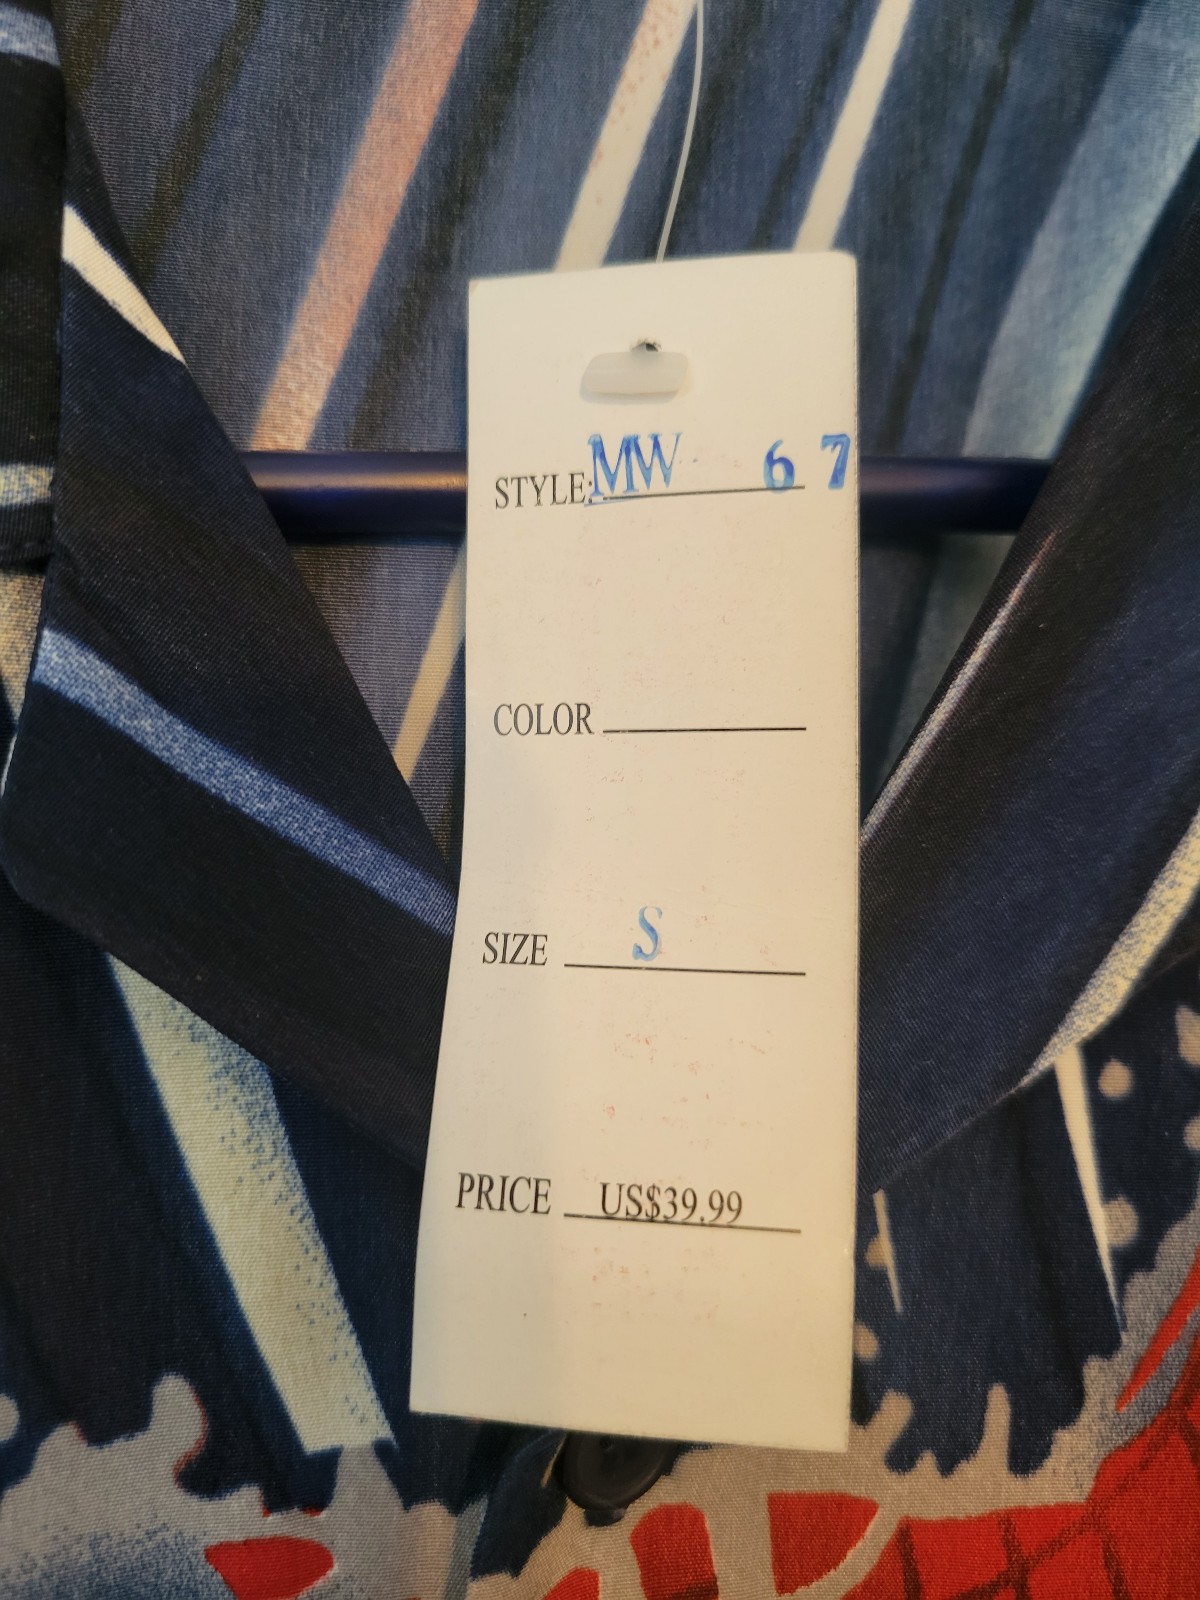 STYLE: MW 67
COLOR
SIZE S
PRICE US$39.99